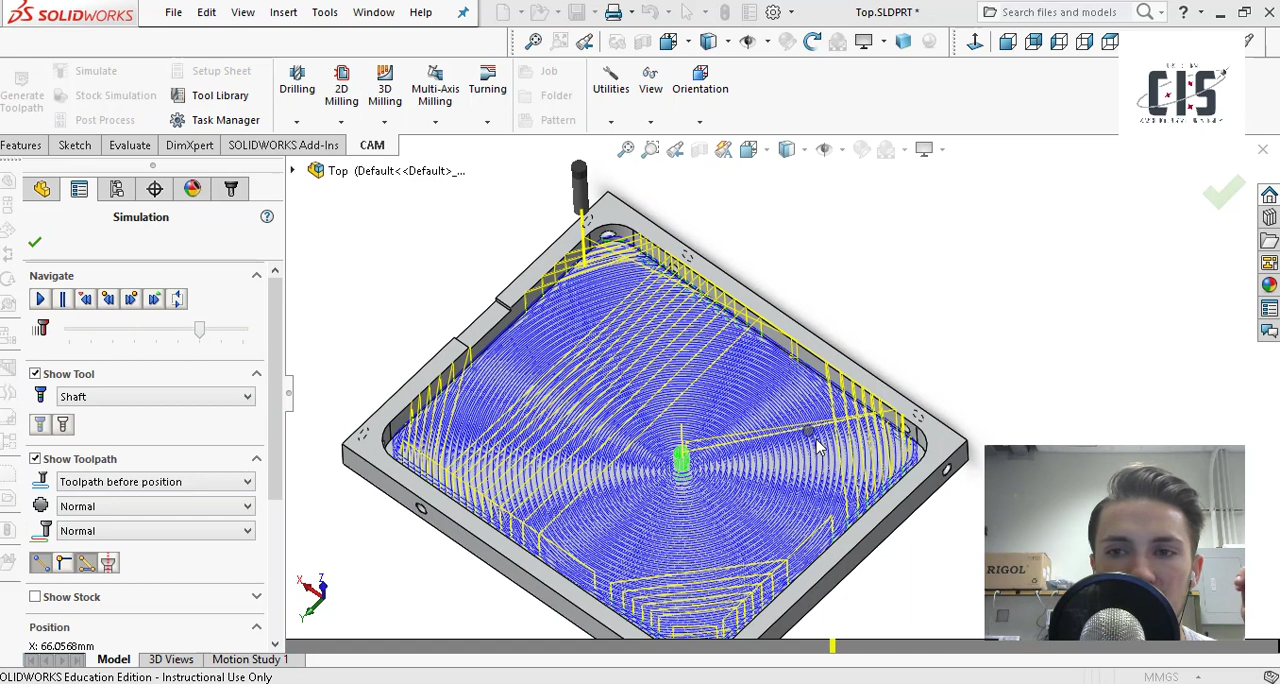 SOLIDWORKS
File Edit View Insert Tools Window Help
Top.SLDPRT *
Search files and models
?
Generate
Toolpath
Simulate
Stock Simulation
Post Process
Setup Sheet
Tool Library
Task Manager
Drilling
2D
Milling
3D
Milling
Multi-Axis
Milling
Turning
Job
Folder
Pattern
Utilities
View
Orientation
CIS
Features
Sketch
Evaluate
DimXpert
SOLIDWORKS Add-Ins
CAM
Top (Default<<Default>_...
Simulation
?
Navigate
Show Tool
Shaft
Show Toolpath
Toolpath before position
Normal
Normal
Show Stock
Position
X: 66.0568mm
X
Z
Y
RIGOL
Model
3D Views
Motion Study 1
OLIDWORKS Education Edition - Instructional Use Only
MMGS